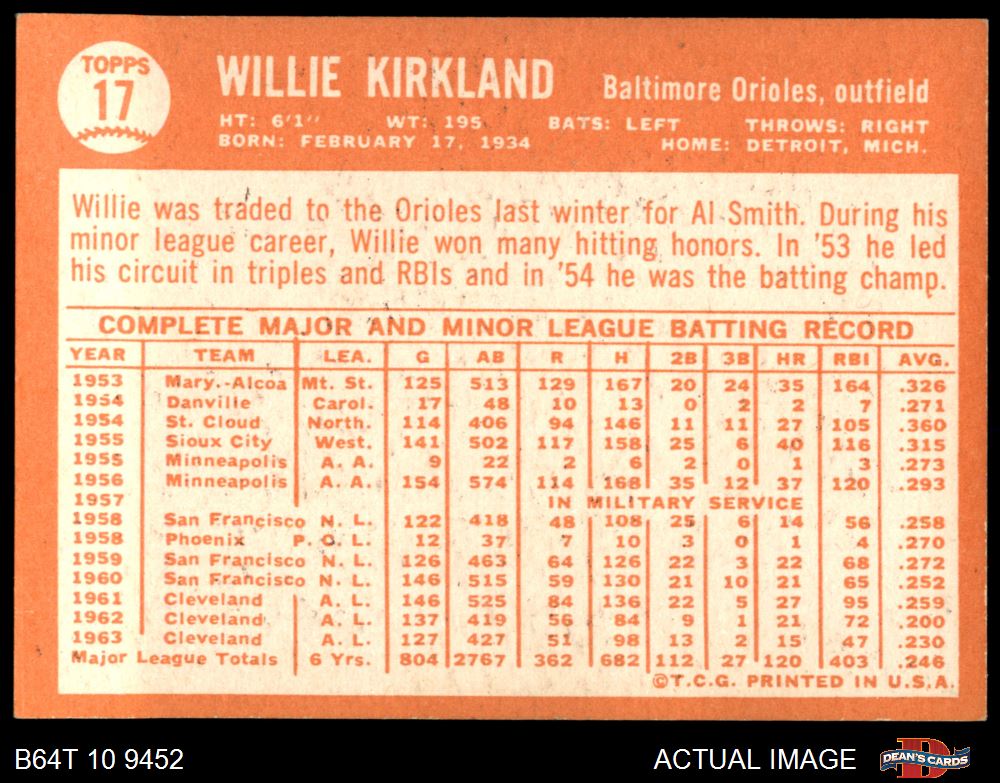 TOPPS
17
WILLIE KIRKLAND Baltimore Orioles, outfield
HT: 6'1" WT: 195 BATS: LEFT THROWS: RIGHT
BORN: FEBRUARY 17, 1934 HOME: DETROIT, MICH.
Willie was traded to the Orioles last winter for Al Smith. During his
minor league career, Willie won many hitting honors. In '53 he led
his circuit in triples and RBIs and in '54 he was the batting champ.
COMPLETE MAJOR AND MINOR LEAGUE BATTING RECORD
YEAR TEAM LEA. G AB R H 2B 3B HR RBI AVG.
1953 Mary.-Alcoa Mt. St. 125 513 129 167 20 24 35 164 .326
1954 Danville Carol. 17 48 10 13 0 2 2 7 .271
1954 St. Cloud North. 114 406 94 146 11 11 27 105 .360
1955 Sioux City West. 141 502 117 158 25 6 40 116 .315
1955 Minneapolis A. A. 9 22 2 6 2 0 1 3 .273
1956 Minneapolis A. A. 154 574 114 168 35 12 37 120 .293
1957 IN MILITARY SERVICE
1958 San Francisco N. L. 122 418 48 108 25 6 14 56 .258
1958 Phoenix P. C. L. 12 37 7 10 3 0 1 4 .270
1959 San Francisco N. L. 126 463 64 126 22 3 22 68 .272
1960 San Francisco N. L. 146 515 59 130 21 10 21 65 .252
1961 Cleveland A. L. 146 525 84 136 22 5 27 95 .259
1962 Cleveland A. L. 137 419 56 84 9 1 21 72 .200
1963 Cleveland A. L. 127 427 51 98 13 2 15 47 .230
Major League Totals 6 Yrs. 804 2767 362 682 112 27 120 403 .246
©T.C.G. PRINTED IN U.S.A.
B64T 10 9452 ACTUAL IMAGE DEAN'S CARDS